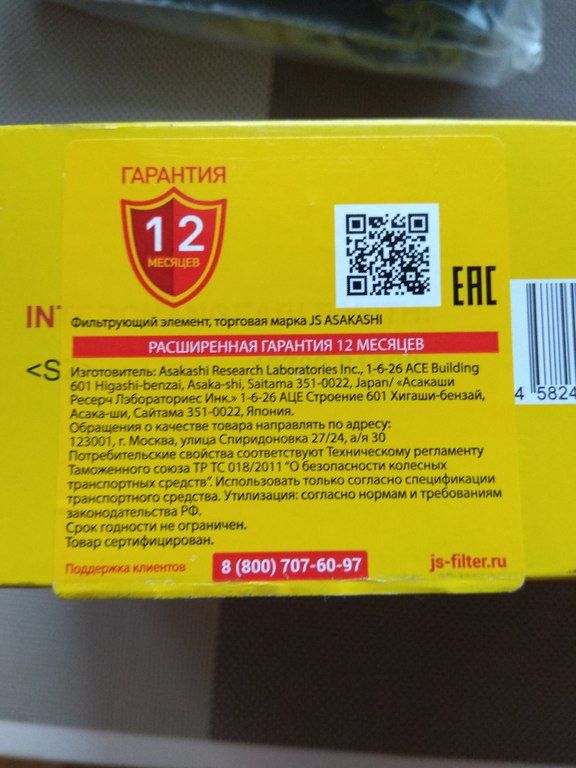 ГАРАНТИЯ
12
МЕСЯЦЕВ
EAC
IN
Фильтрующий элемент, торговая марка JS ASAKASHI
РАСШИРЕННАЯ ГАРАНТИЯ 12 МЕСЯЦЕВ
<S
Изготовитель: Asakashi Research Laboratories Inc., 1-6-26 ACE Building
601 Higashi-benzai, Asaka-shi, Saitama 351-0022, Japan/ «Асакаши
Ресерч Лэбораториес Инк.» 1-6-26 АЦЕ Строение 601 Хигаши-бензай,
Асака-ши, Сайтама 351-0022, Япония.
4 5824
Обращения о качестве товара направлять по адресу:
123001, г. Москва, улица Спиридоновка 27/24, а/я 30
Потребительские свойства соответствуют Техническому регламенту
Таможенного союза ТР ТС 018/2011 "О безопасности колесных
транспортных средств". Использовать только согласно спецификации
транспортного средства. Утилизация: согласно нормам и требованиям
законодательства РФ.
Срок годности не ограничен.
Товар сертифицирован.
Поддержка клиентов 8 (800) 707-60-97 js-filter.ru